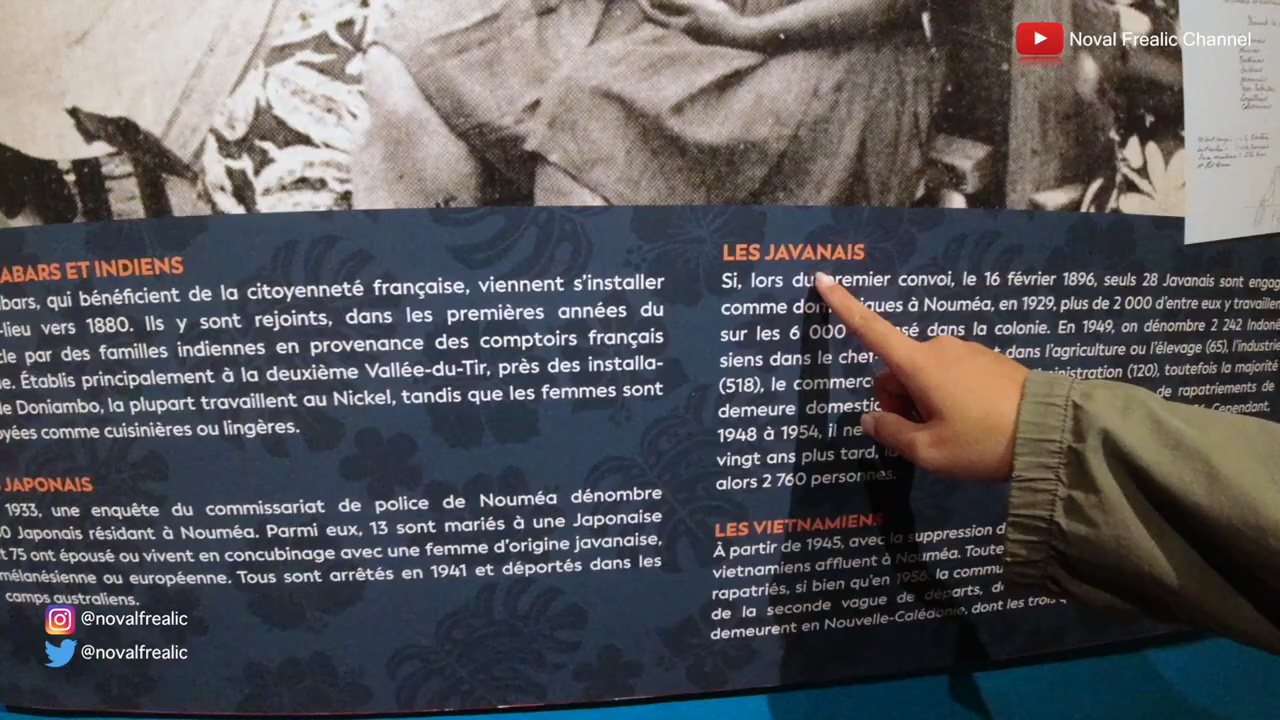 Noval Frealic Channel
ABARS ET INDIENS
bars, qui bénéficient de la citoyenneté française, viennent s'installer
-lieu vers 1880. Ils y sont rejoints, dans les premières années du
cle par des familles indiennes en provenance des comptoirs français
e. Établis principalement à la deuxième Vallée-du-Tir, près des installa-
de Doniambo, la plupart travaillent au Nickel, tandis que les femmes sont
oyées comme cuisinières ou lingères.
JAPONAIS
1933, une enquête du commissariat de police de Nouméa dénombre
0 Japonais résidant à Nouméa. Parmi eux, 13 sont mariés à une Japonaise
t 75 ont épousé ou vivent en concubinage avec une femme d'origine javanaise,
mélanésienne ou européenne. Tous sont arrêtés en 1941 et déportés dans les
camps australiens.
LES JAVANAIS
Si, lors du premier convoi, le 16 février 1896, seuls 28 Javanais sont engag
comme dom iques à Nouméa, en 1929, plus de 2 000 d'entre eux y travaille
sur les 6 000 sé dans la colonie. En 1949, on dénombre 2 242 Indoné
siens dans le chef- dans l'agriculture ou l'élevage (65), l'industrie
(518), le commerc ministration (120), toutefois la majorité
demeure domestic de rapatriements de
1948 à 1954, il ne Cependant,
vingt ans plus tard,
alors 2 760 personnes.
LES VIETNAMIENS
À partir de 1945, avec la suppression d
vietnamiens affluent à Nouméa. Toute
rapatriés, si bien qu'en 1956, la commu
de la seconde vague de départs, d
demeurent en Nouvelle-Calédonie, dont les trois q
@novalfrealic
@novalfrealic